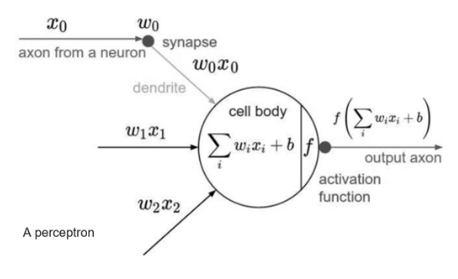 x₀ w₀
synapse
axon from a neuron
w₀x₀
dendrite
cell body
f(∑ᵢ wᵢxᵢ + b)
w₁x₁
∑ᵢ wᵢxᵢ + b f
output axon
activation
function
w₂x₂
A perceptron